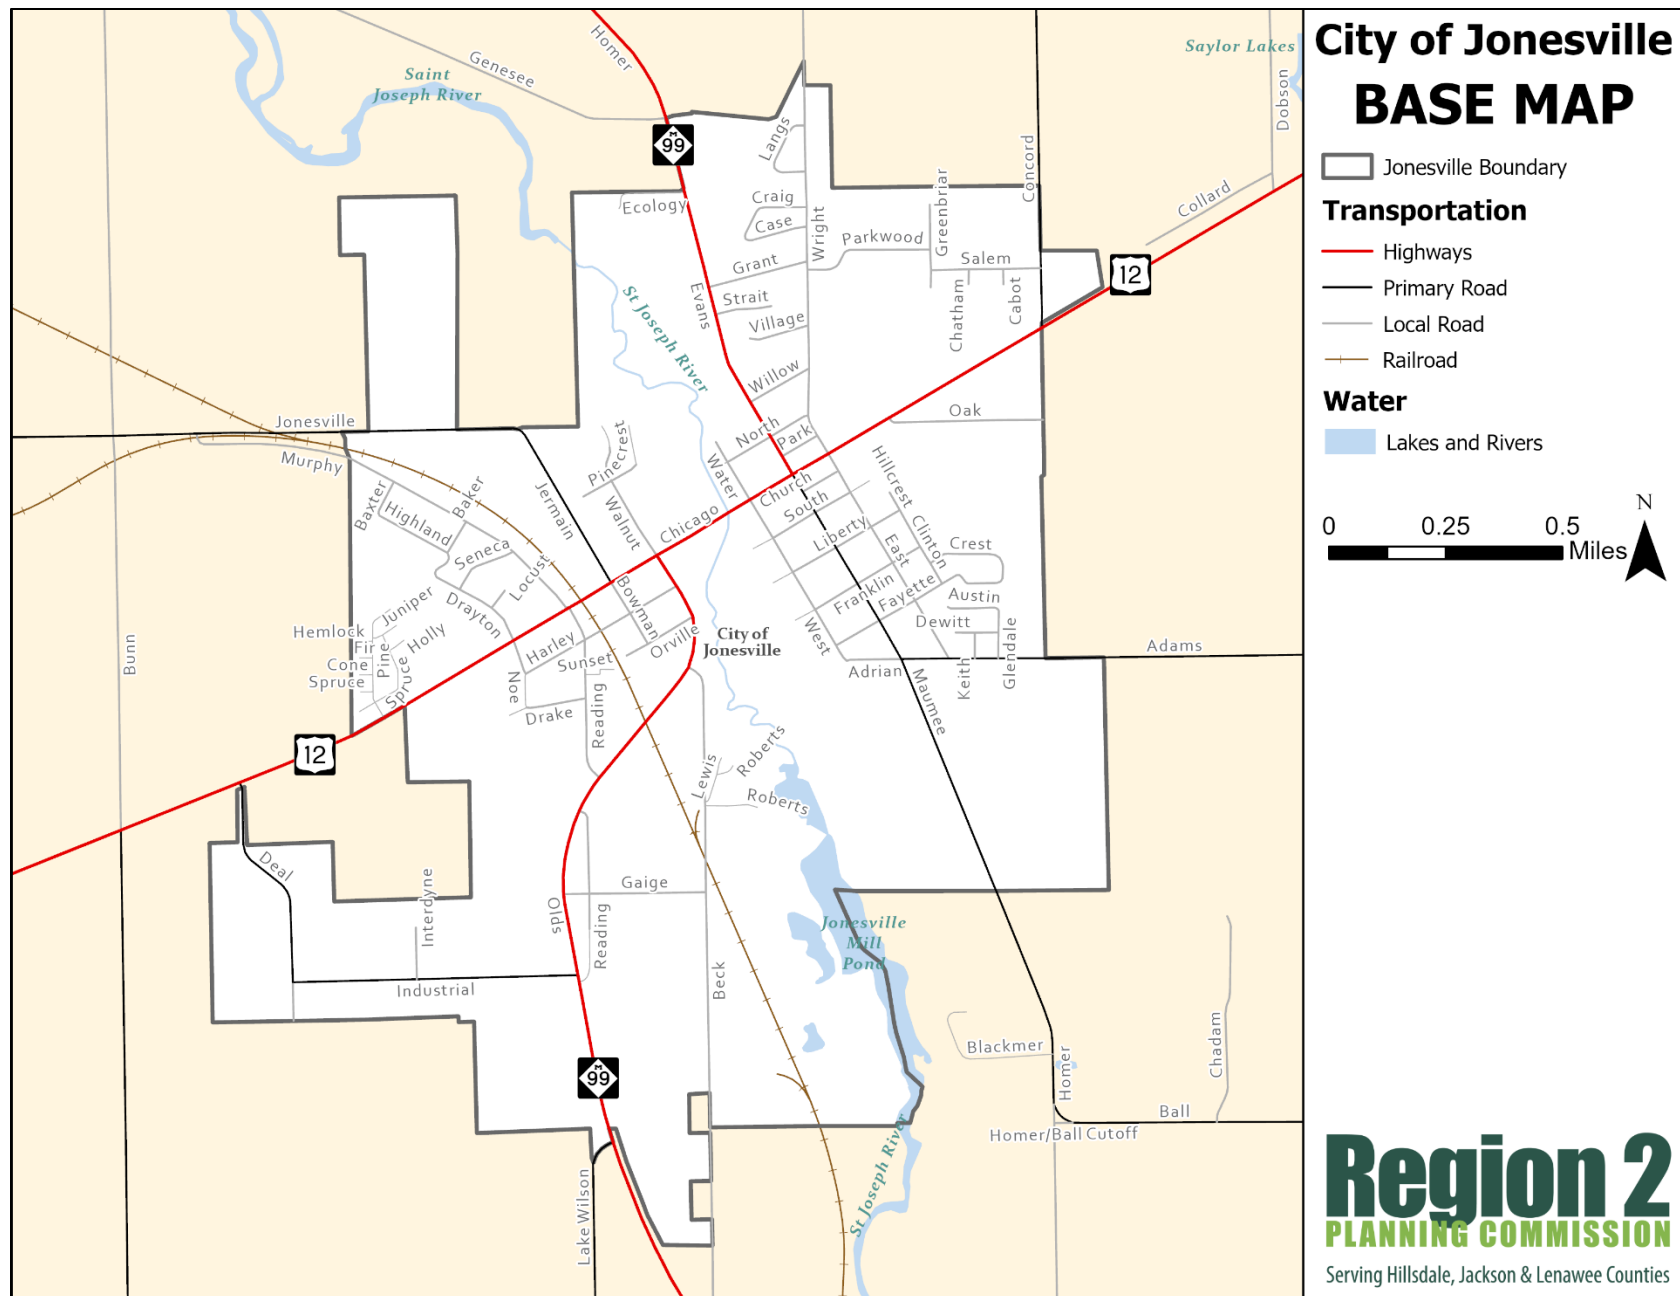 City of Jonesville
BASE MAP
Jonesville Boundary
Transportation
Highways
Primary Road
Local Road
Railroad
Water
Lakes and Rivers
N
0 0.25 0.5
Miles
Region 2
PLANNING COMMISSION
Serving Hillsdale, Jackson & Lenawee Counties
Homer
Genesee
Saint
Joseph River
Saylor Lakes
Dobson
M
99
Langs
Concord
Collard
Ecology
Craig
Case
Wright
Greenbriar
Parkwood
Salem
Grant
12
Evans
Strait
Village
Chatham
Cabot
St Joseph River
Willow
Jonesville
Oak
North
Park
Murphy
Pinecrest
Water
Hillcrest
Baxter
Highland
Baker
Jermain
Walnut
Chicago
Church
South
Liberty
Clinton
East
Crest
Seneca
Locust
Juniper
Drayton
Bowman
Franklin
Fayette
Austin
Hemlock
Fir
Holly
Cone
Pine
Spruce
Spruce
Harley
Sunset
Orville
City of
Jonesville
West
Dewitt
Bunn
Adams
Adrian
Keith
Glendale
Noe
Drake
Reading
Maumee
12
Lewis
Roberts
Roberts
Deal
Interdyne
Gaige
Olds
Reading
Jonesville
Mill
Pond
Beck
Industrial
Blackmer
Homer
Chadam
M
99
Ball
Homer/Ball Cutoff
Lake Wilson
St Joseph River